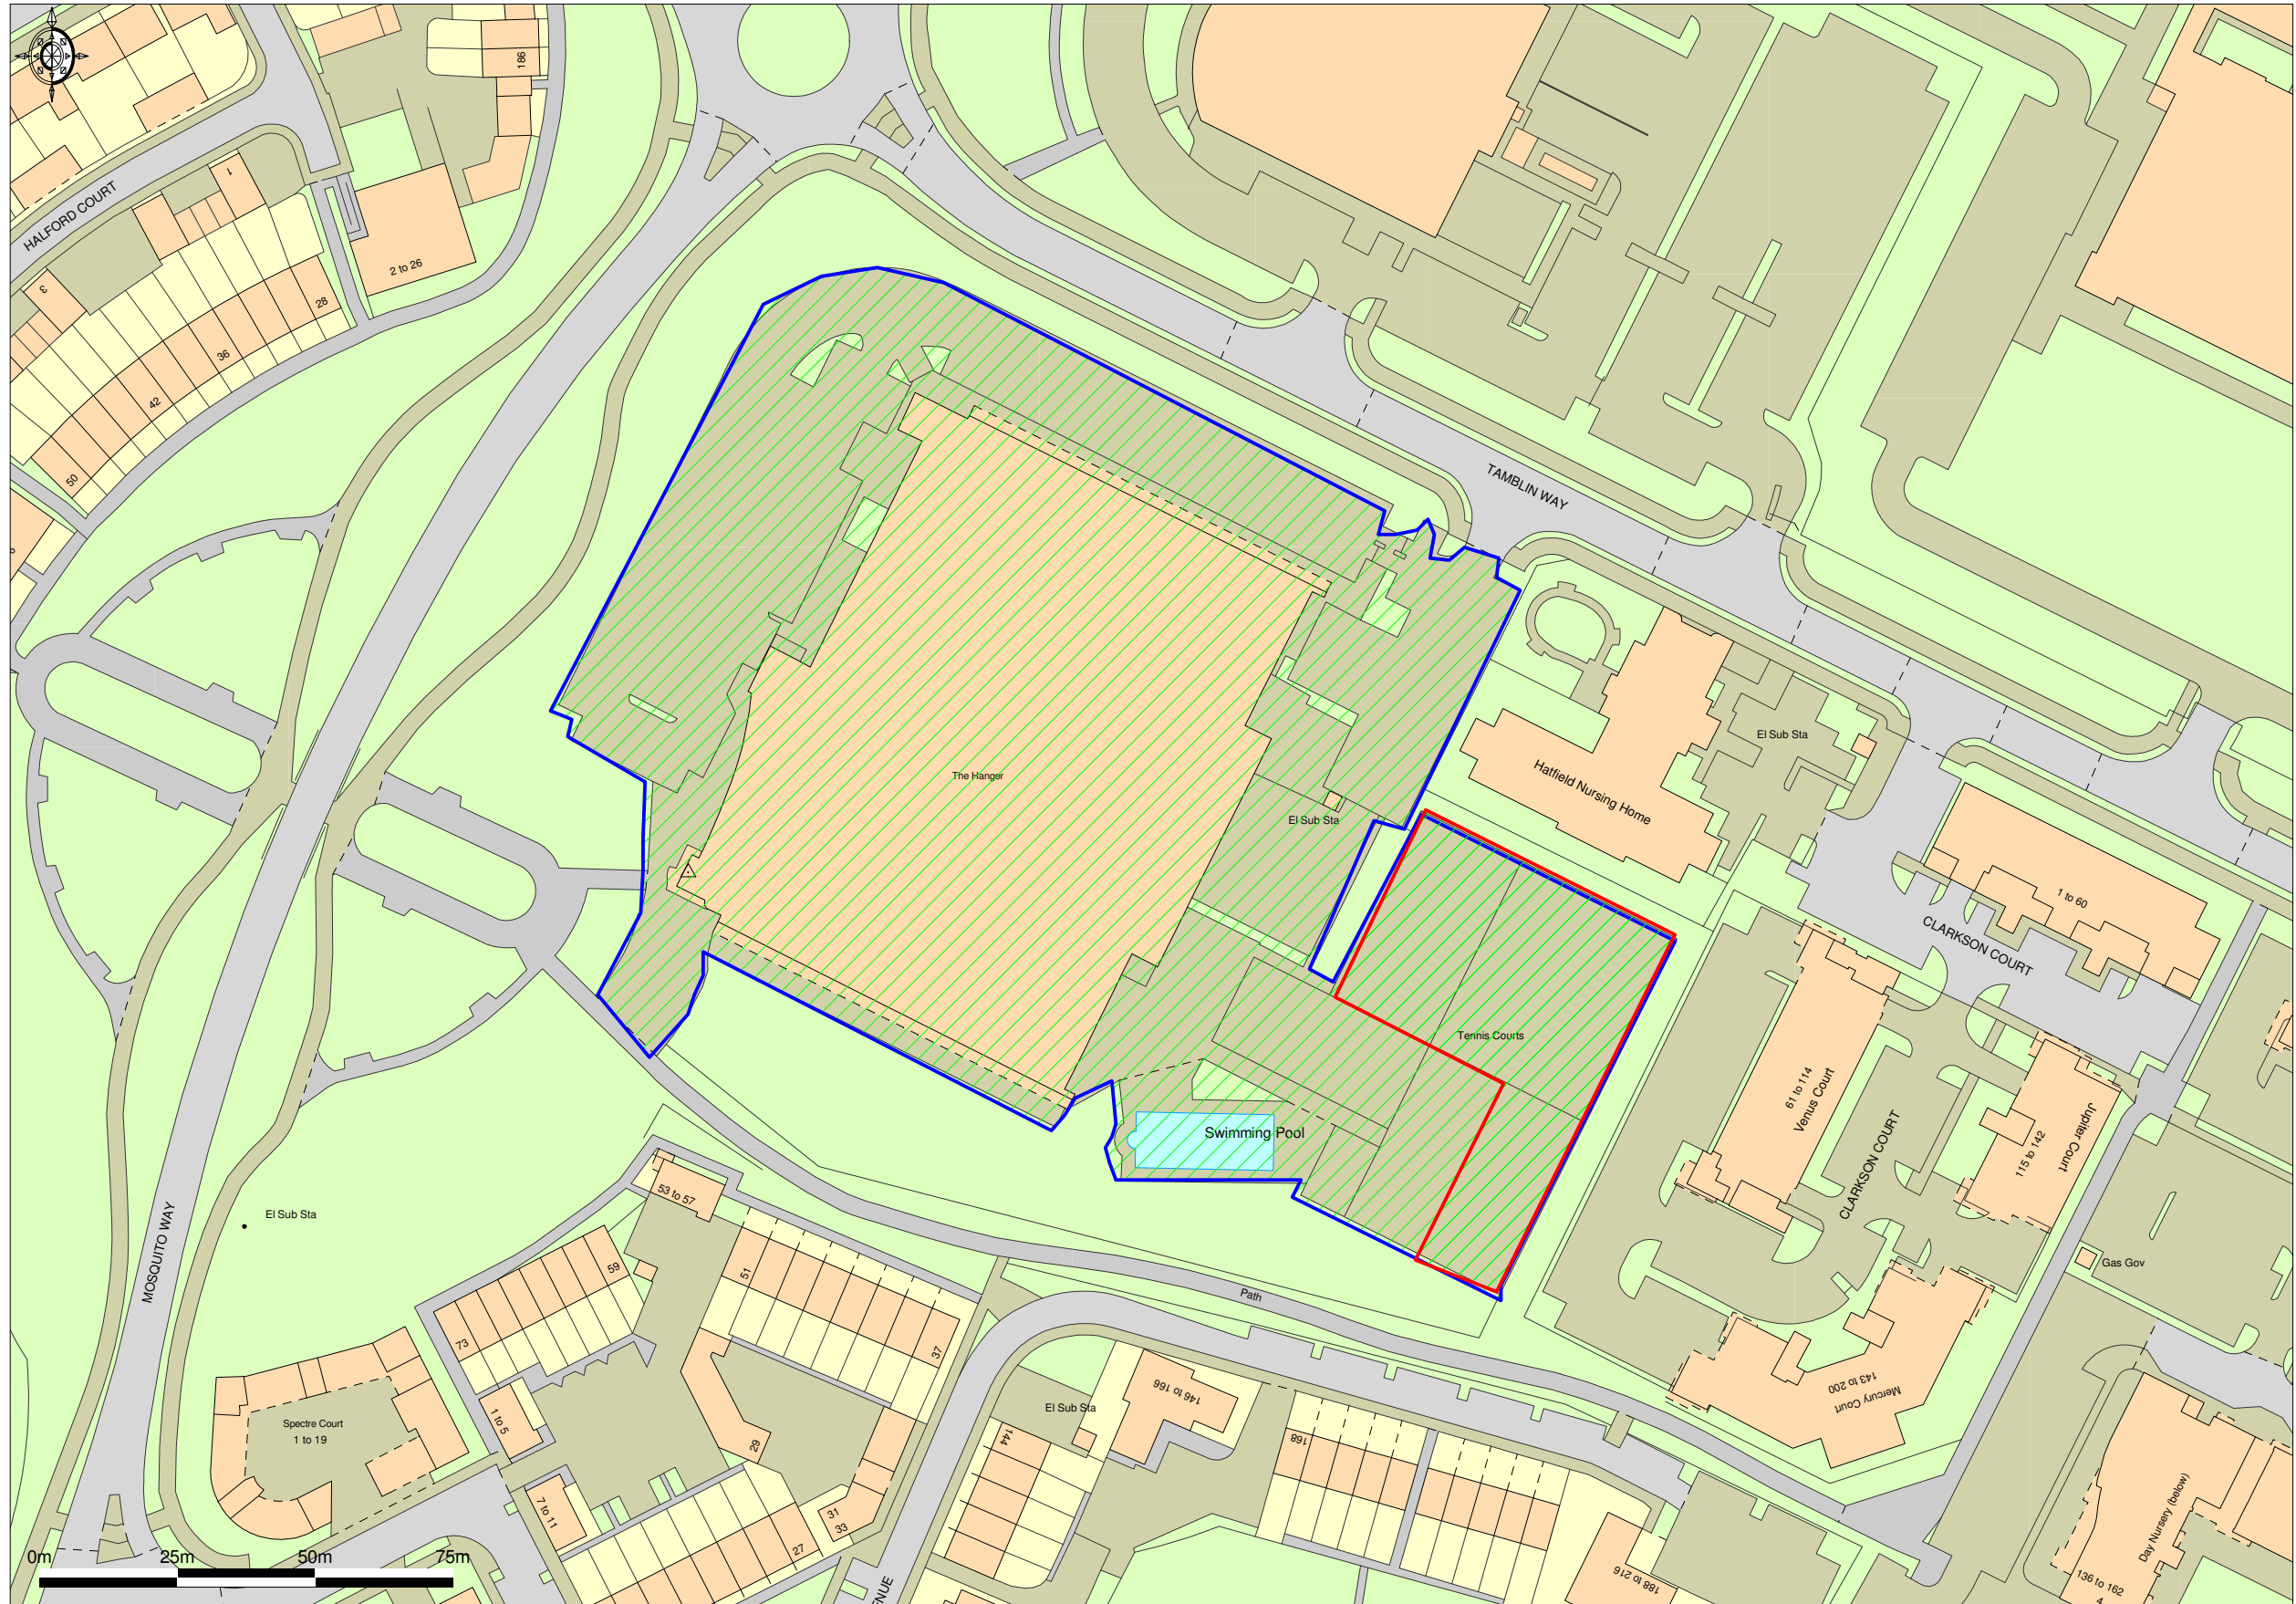 186
HALFORD COURT
1
2 to 26
3
28
36
42
50
TAMBLIN WAY
The Hanger
El Sub Sta
Hatfield Nursing Home
El Sub Sta
1 to 60
CLARKSON COURT
Tennis Courts
Swimming Pool
61 to 114
Venus Court
CLARKSON COURT
115 to 142
Jupiter Court
53 to 57
El Sub Sta
MOSQUITO WAY
59
51
73
37
Path
Gas Gov
1 to 5
Spectre Court
1 to 19
29
El Sub Sta
144
146 to 166
168
143 to 200
Mercury Court
7 to 11
31
33
27
188 to 216
Day Nursery (below)
136 to 162
0m
25m
50m
75m